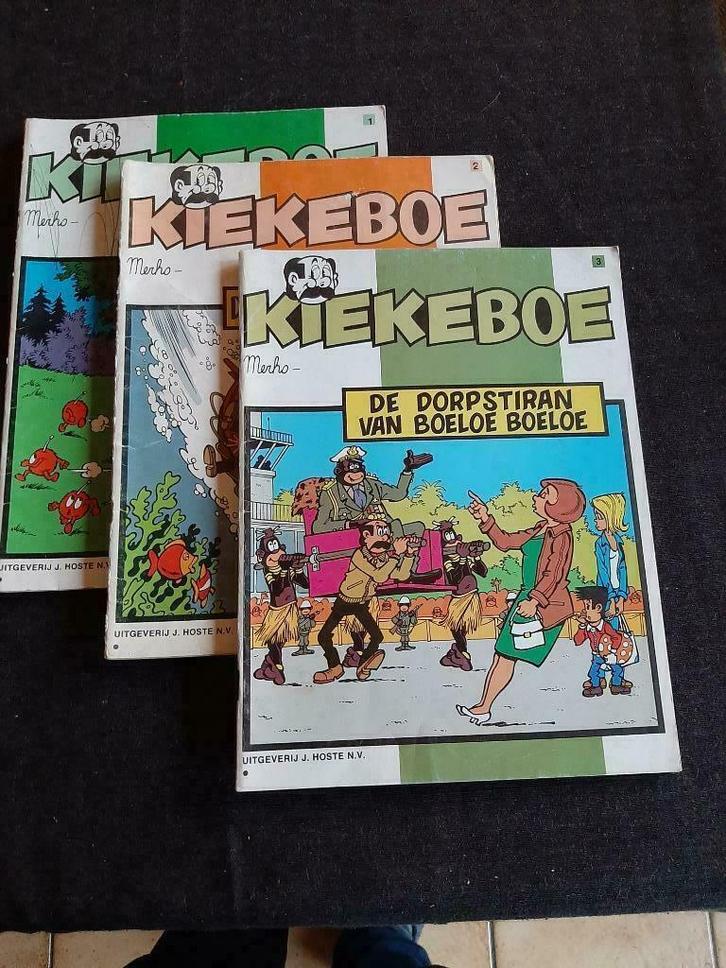 1
KIEKEBOE
Merho
UITGEVERIJ J. HOSTE N.V.
2
KIEKEBOE
Merho
D
UITGEVERIJ J. HOSTE N.V.
3
KIEKEBOE
Merho
DE DORPSTIRAN
VAN BOELOE BOELOE
UITGEVERIJ J. HOSTE N.V.